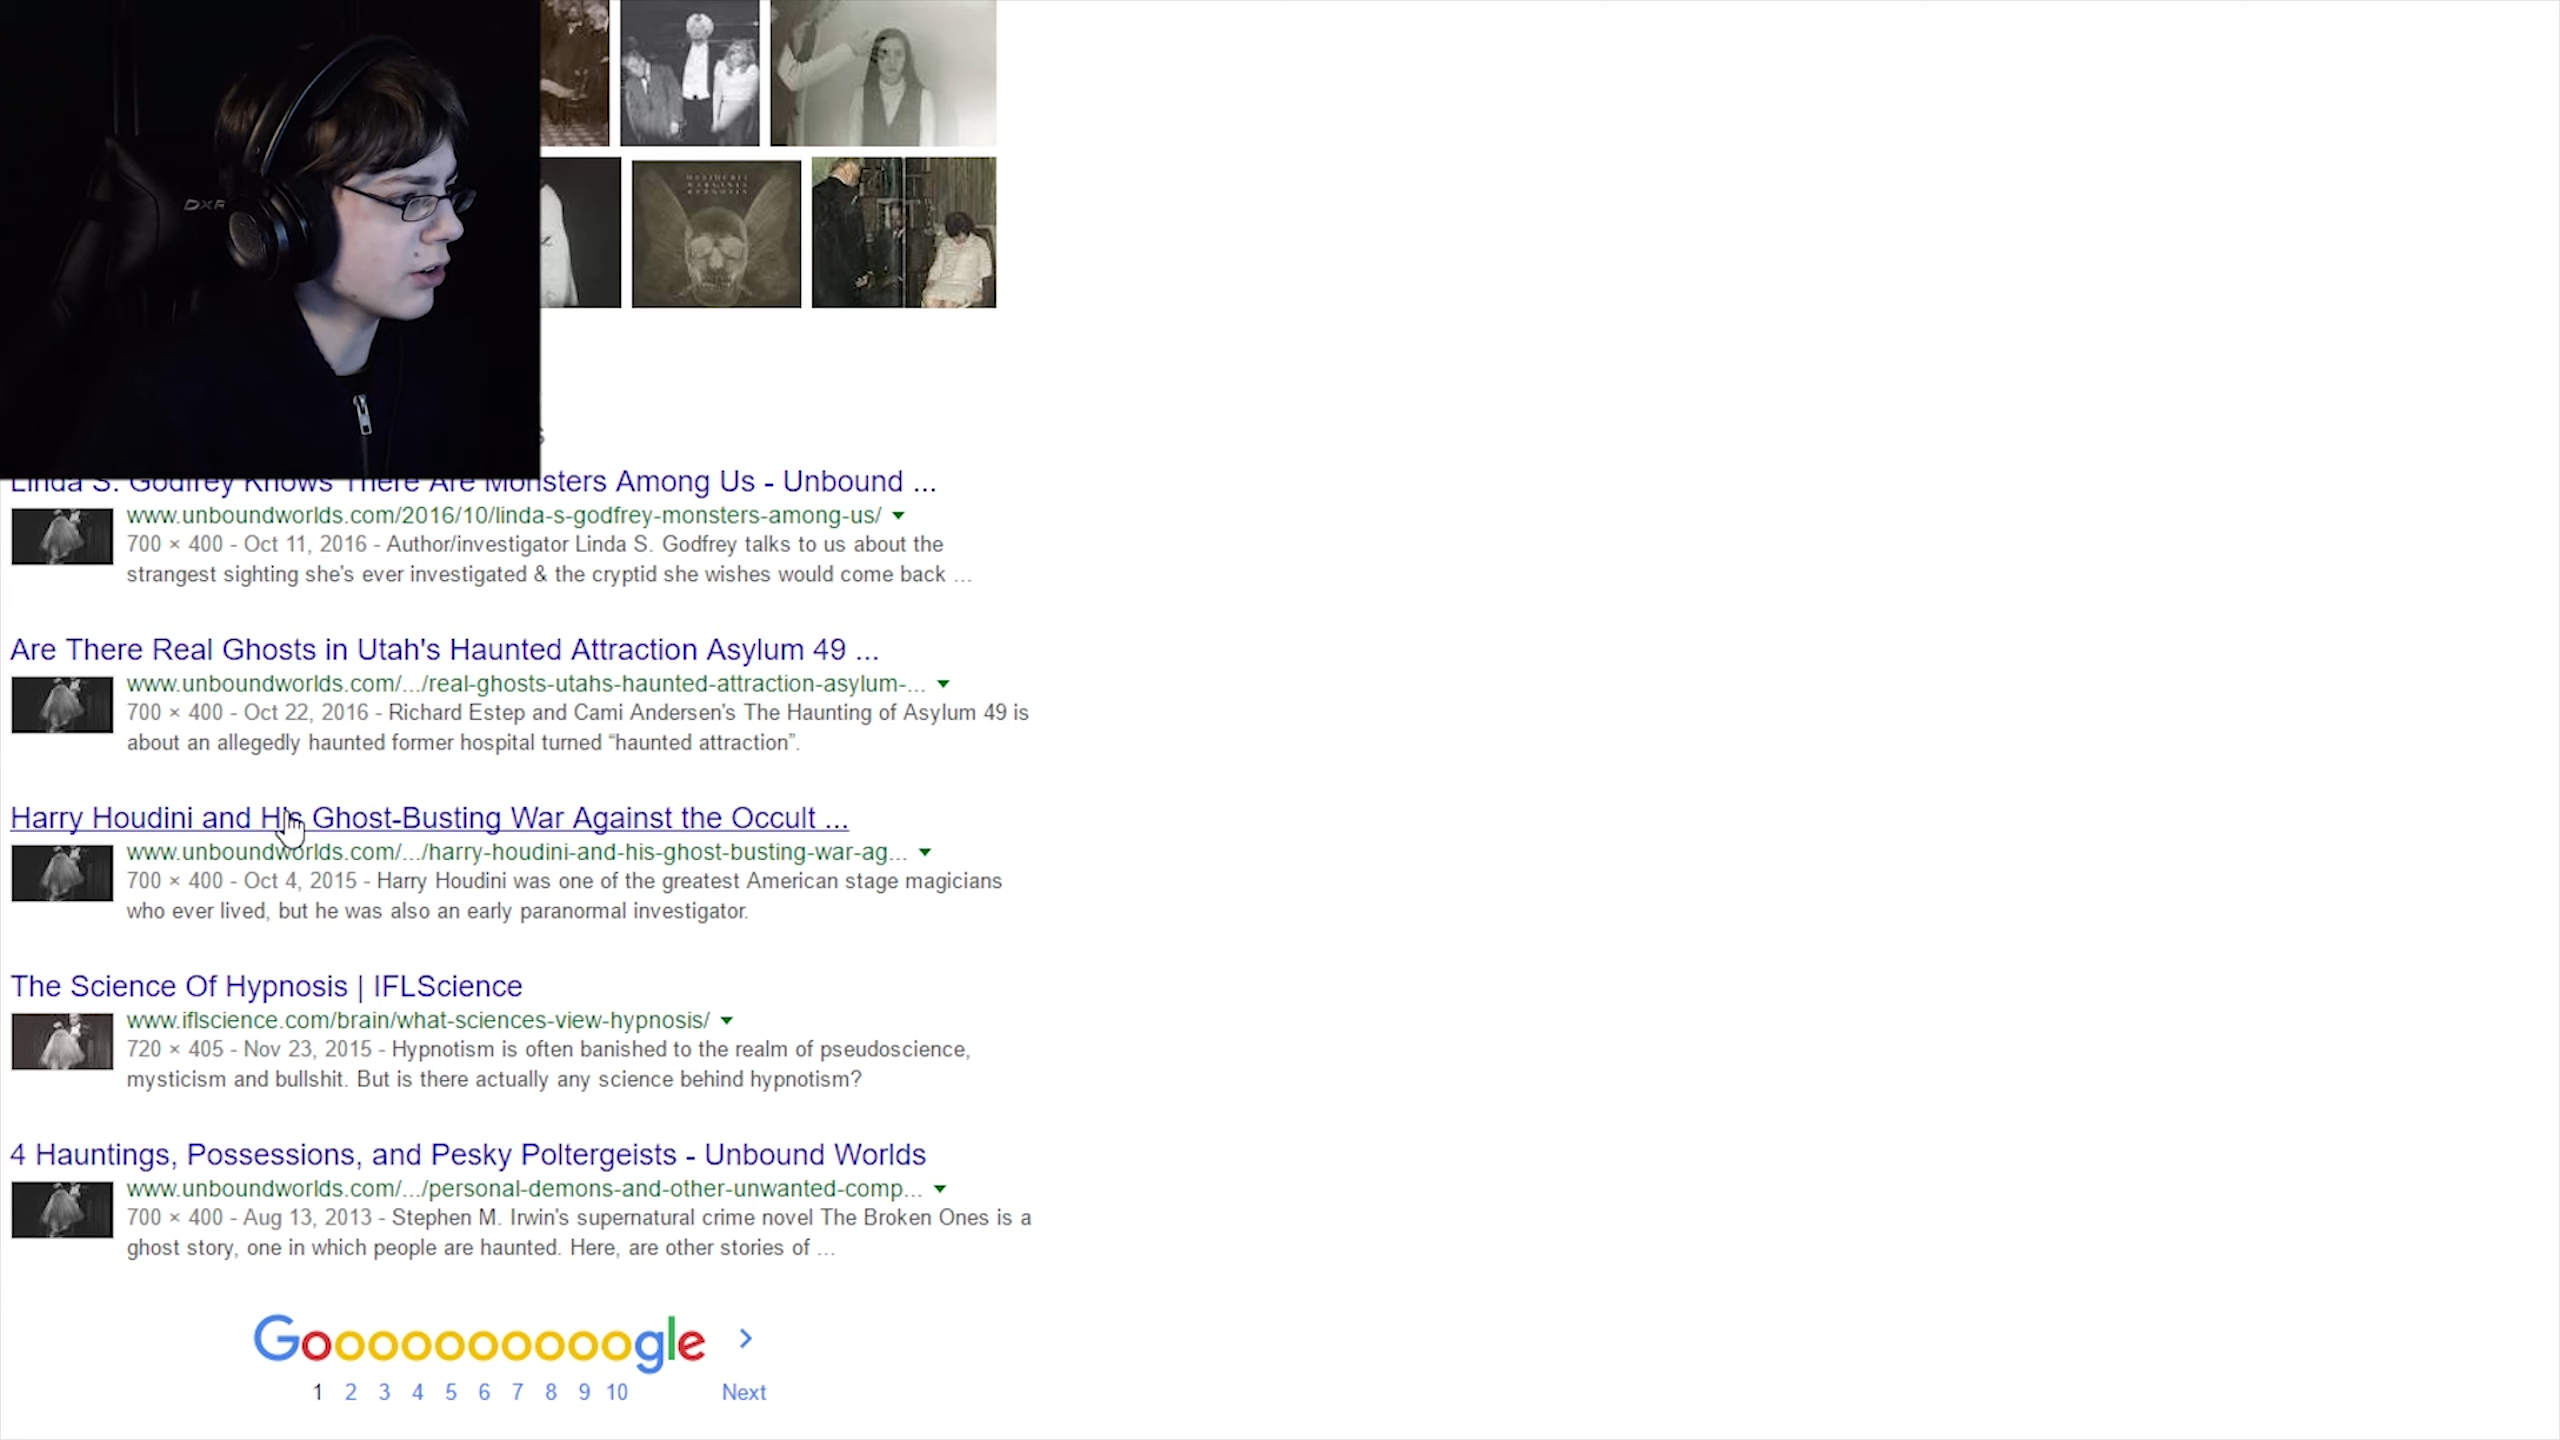 DXR
Linda S. Godfrey Knows There Are Monsters Among Us - Unbound ...
www.unboundworlds.com/2016/10/linda-s-godfrey-monsters-among-us/
700 × 400 - Oct 11, 2016 - Author/investigator Linda S. Godfrey talks to us about the
strangest sighting she's ever investigated & the cryptid she wishes would come back ...
Are There Real Ghosts in Utah's Haunted Attraction Asylum 49 ...
www.unboundworlds.com/.../real-ghosts-utahs-haunted-attraction-asylum-...
700 × 400 - Oct 22, 2016 - Richard Estep and Cami Andersen's The Haunting of Asylum 49 is
about an allegedly haunted former hospital turned “haunted attraction”.
Harry Houdini and His Ghost-Busting War Against the Occult ...
www.unboundworlds.com/.../harry-houdini-and-his-ghost-busting-war-ag...
700 × 400 - Oct 4, 2015 - Harry Houdini was one of the greatest American stage magicians
who ever lived, but he was also an early paranormal investigator.
The Science Of Hypnosis | IFLScience
www.iflscience.com/brain/what-sciences-view-hypnosis/
720 × 405 - Nov 23, 2015 - Hypnotism is often banished to the realm of pseudoscience,
mysticism and bullshit. But is there actually any science behind hypnotism?
4 Hauntings, Possessions, and Pesky Poltergeists - Unbound Worlds
www.unboundworlds.com/.../personal-demons-and-other-unwanted-comp...
700 × 400 - Aug 13, 2013 - Stephen M. Irwin's supernatural crime novel The Broken Ones is a
ghost story, one in which people are haunted. Here, are other stories of ...
Goooooooooogle >
1 2 3 4 5 6 7 8 9 10 Next